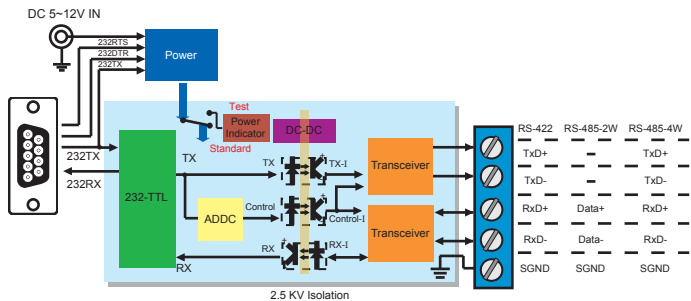 DC 5~12V IN
232RTS
232DTR
232TX
Power
Test
Power
Indicator
DC-DC
Standard
RS-422 RS-485-2W RS-485-4W
TxD+ – TxD+
TxD- – TxD-
RxD+ Data+ RxD+
RxD- Data- RxD-
SGND SGND SGND
232TX
232RX
232-TTL
TX
TX
TX-I
Transceiver
ADDC
Control
Control-I
Transceiver
RX
RX
RX-I
2.5 KV Isolation